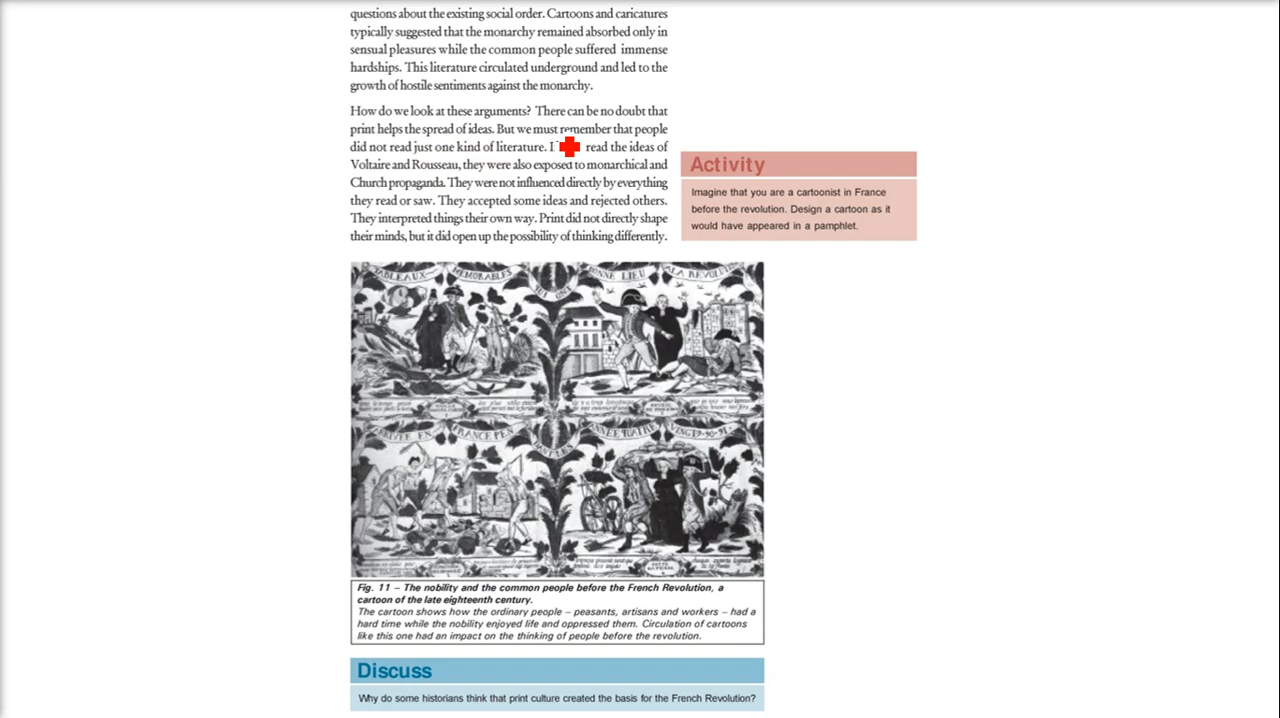 questions about the existing social order. Cartoons and caricatures
typically suggested that the monarchy remained absorbed only in
sensual pleasures while the common people suffered immense
hardships. This literature circulated underground and led to the
growth of hostile sentiments against the monarchy.
How do we look at these arguments? There can be no doubt that
print helps the spread of ideas. But we must remember that people
did not read just one kind of literature. read the ideas of
Voltaire and Rousseau, they were also exposed to monarchical and
Church propaganda. They were not influenced directly by everything
they read or saw. They accepted some ideas and rejected others.
They interpreted things their own way. Print did not directly shape
their minds, but it did open up the possibility of thinking differently.
Activity
Imagine that you are a cartoonist in France
before the revolution. Design a cartoon as it
would have appeared in a pamphlet.
TABLEAUX MEMORABLES LIEU A LA REVOLUTION
EN FRANCE
Fig. 11 – The nobility and the common people before the French Revolution, a
cartoon of the late eighteenth century.
The cartoon shows how the ordinary people – peasants, artisans and workers – had a
hard time while the nobility enjoyed life and oppressed them. Circulation of cartoons
like this one had an impact on the thinking of people before the revolution.
Discuss
Why do some historians think that print culture created the basis for the French Revolution?